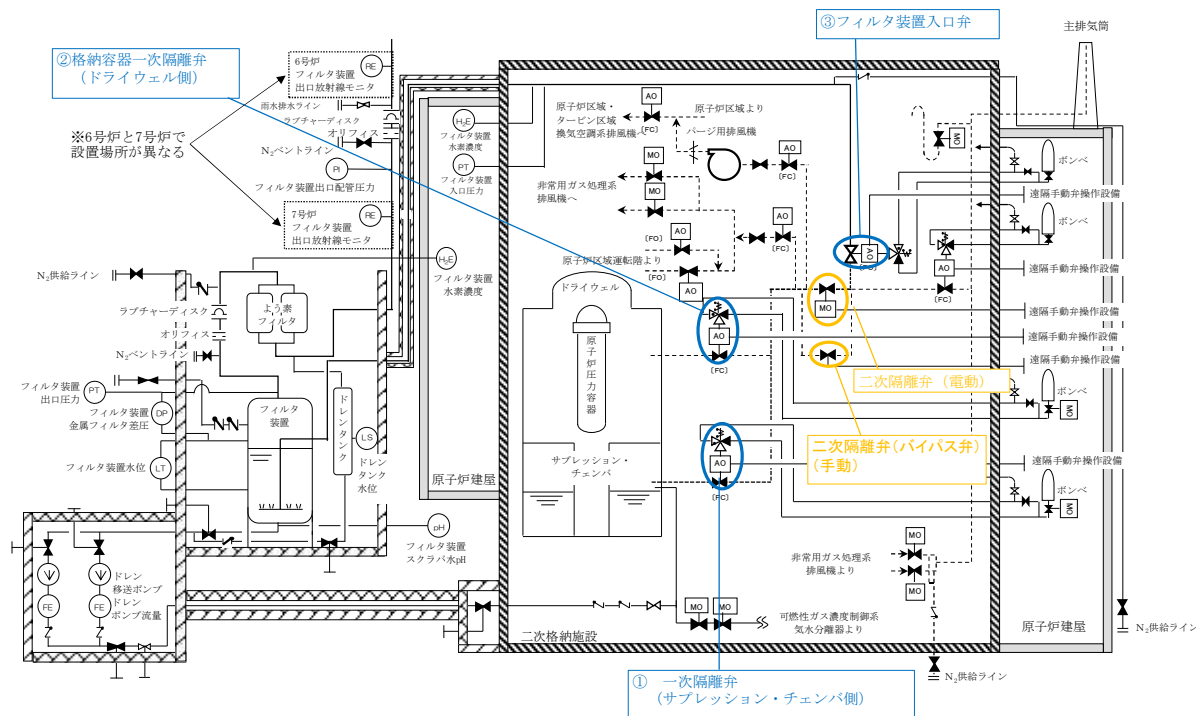 ③フィルタ装置入口弁
主排気筒
②格納容器一次隔離弁
（ドライウェル側）
6号炉
フィルタ装置
出口放射線モニタ
RE
雨水排水ライン
ラプチャーディスク
オリフィス
N₂ベントライン
※6号炉と7号炉で
設置場所が異なる
PI
フィルタ装置出口配管圧力
7号炉
フィルタ装置
出口放射線モニタ
RE
H₂E
フィルタ装置
水素濃度
PT
フィルタ装置
入口圧力
H₂E
フィルタ装置
水素濃度
原子炉区域・
タービン区域
換気空調系排風機へ
AO
(FC)
原子炉区域より
パージ用排風機
AO
(FC)
MO
非常用ガス処理系
排風機へ
MO
AO
(FC)
AO
(FO)
(FO)
原子炉区域運転階より
AO
AO
(FC)
MO
ボンベ
遠隔手動弁操作設備
ボンベ
AO
(FC)
遠隔手動弁操作設備
MO
遠隔手動弁操作設備
AO
(FC)
遠隔手動弁操作設備
遠隔手動弁操作設備
ボンベ
MO
二次隔離弁（電動）
二次隔離弁(バイパス弁)
(手動)
AO
(FC)
遠隔手動弁操作設備
ボンベ
MO
ドライウェル
原子炉圧力容器
サプレッション・
チェンバ
N₂供給ライン
ラプチャーディスク
オリフィス
N₂ベントライン
よう素
フィルタ
PT
フィルタ装置
出口圧力
DP
フィルタ装置
金属フィルタ差圧
LT
フィルタ装置水位
フィルタ
装置
ドレンタンク
LS
ドレン
タンク
水位
原子炉建屋
pH
フィルタ装置
スクラバ水pH
FE
FE
ドレン
移送ポンプ
ドレン
ポンプ流量
MO
MO
可燃性ガス濃度制御系
気水分離器より
非常用ガス処理系
排風機より
MO
MO
N₂供給ライン
原子炉建屋
N₂供給ライン
二次格納施設
①　一次隔離弁
（サプレッション・チェンバ側）